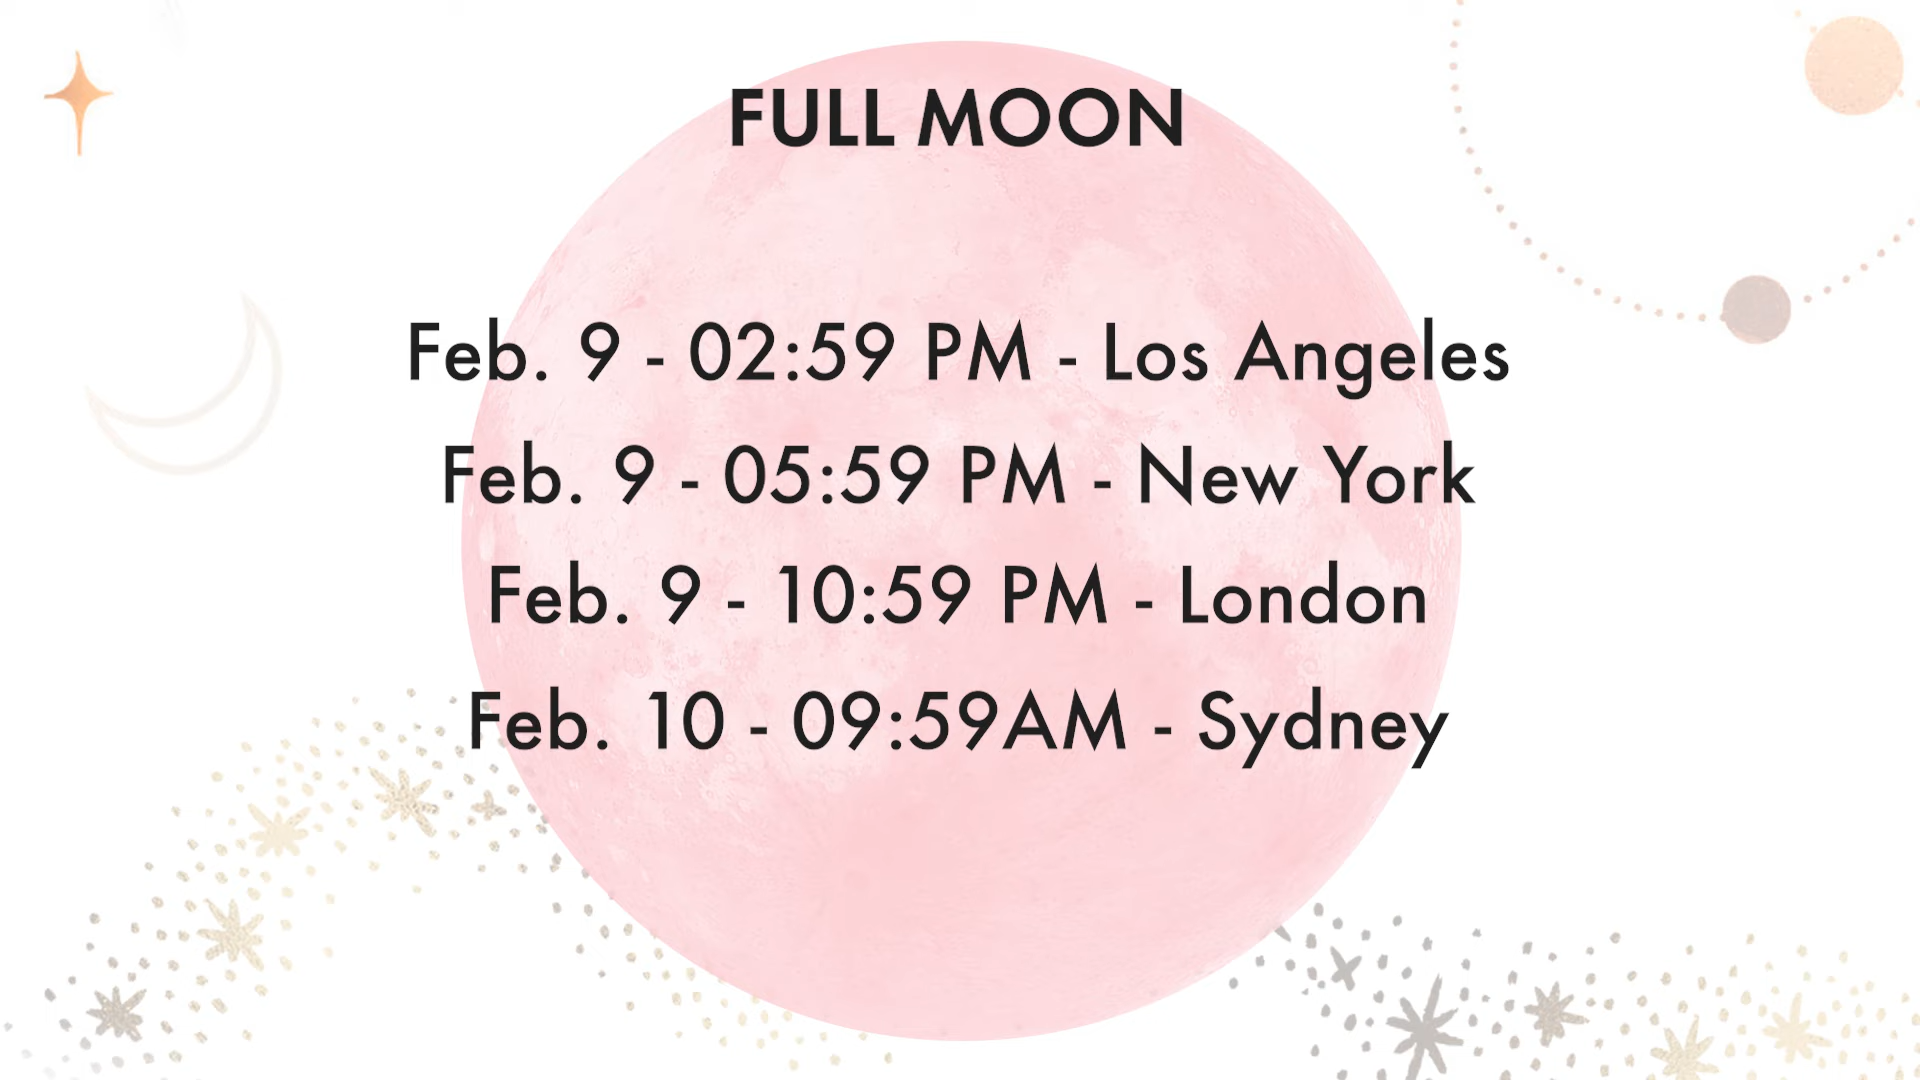 FULL MOON
Feb. 9 - 02:59 PM - Los Angeles
Feb. 9 - 05:59 PM - New York
Feb. 9 - 10:59 PM - London
Feb. 10 - 09:59AM - Sydney